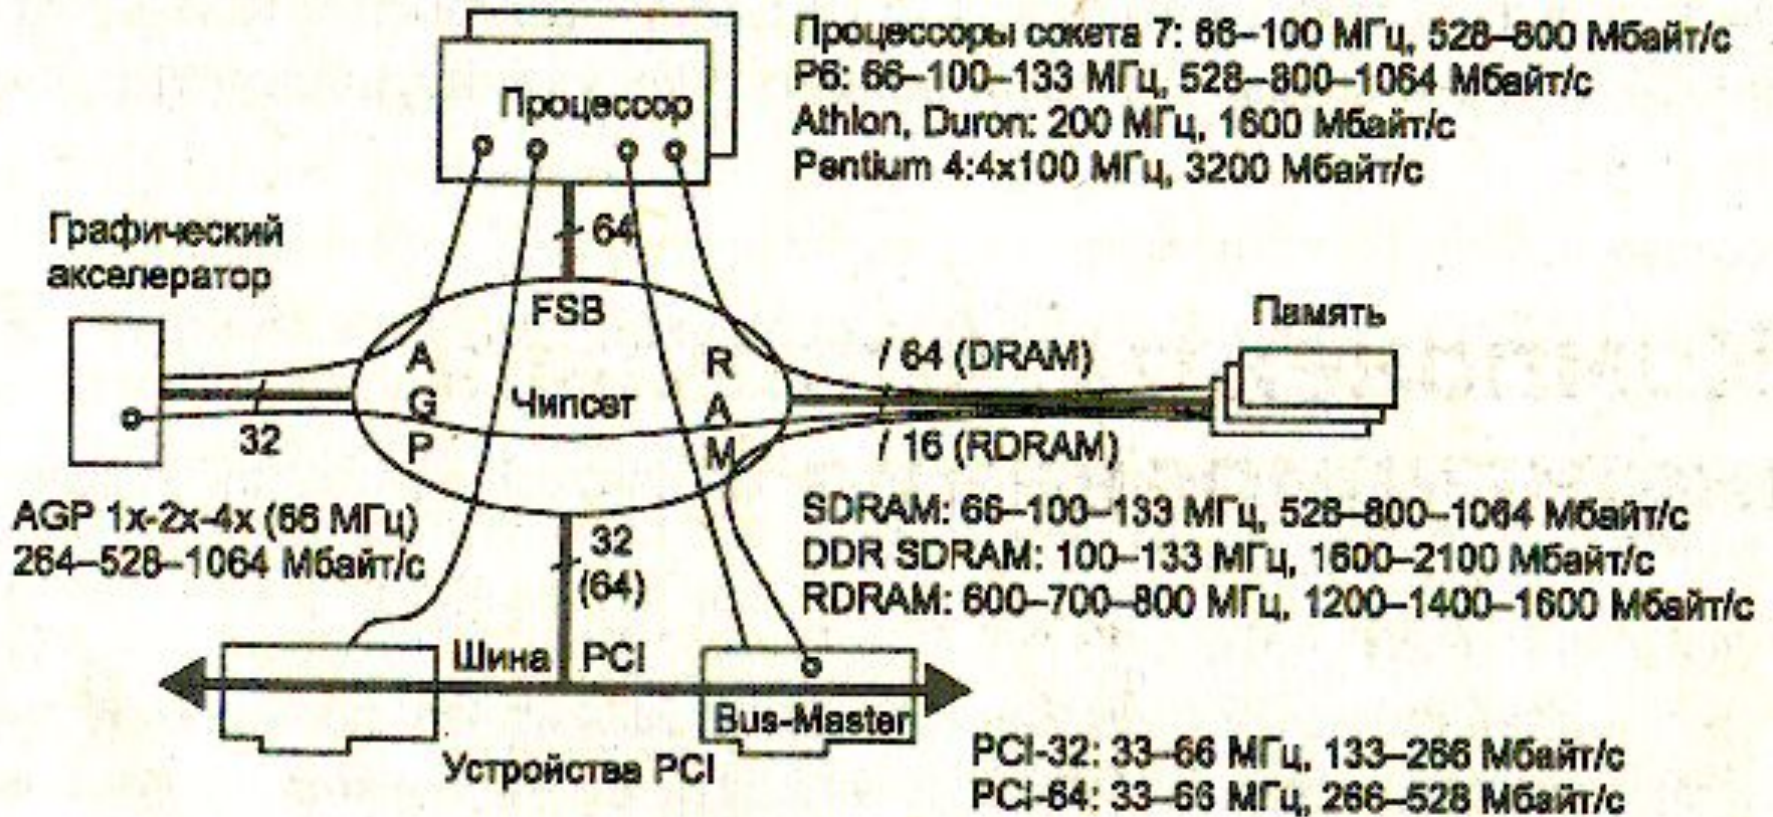 Процессоры сокета 7: 66–100 МГц, 528–800 Мбайт/с
P6: 66–100–133 МГц, 528–800–1064 Мбайт/с
Athlon, Duron: 200 МГц, 1600 Мбайт/с
Pentium 4:4x100 МГц, 3200 Мбайт/с
Процессор
64
Графический
акселератор
FSB
Память
A
G
P
Чипсет
R
A
M
/ 64 (DRAM)
/ 16 (RDRAM)
32
AGP 1x-2x-4x (66 МГц)
264–528–1064 Мбайт/с
32
(64)
SDRAM: 66–100–133 МГц, 528–800–1064 Мбайт/с
DDR SDRAM: 100–133 МГц, 1600–2100 Мбайт/с
RDRAM: 600–700–800 МГц, 1200–1400–1600 Мбайт/с
Шина PCI
Bus-Master
Устройства PCI
PCI-32: 33–66 МГц, 133–266 Мбайт/с
PCI-64: 33–66 МГц, 266–528 Мбайт/с